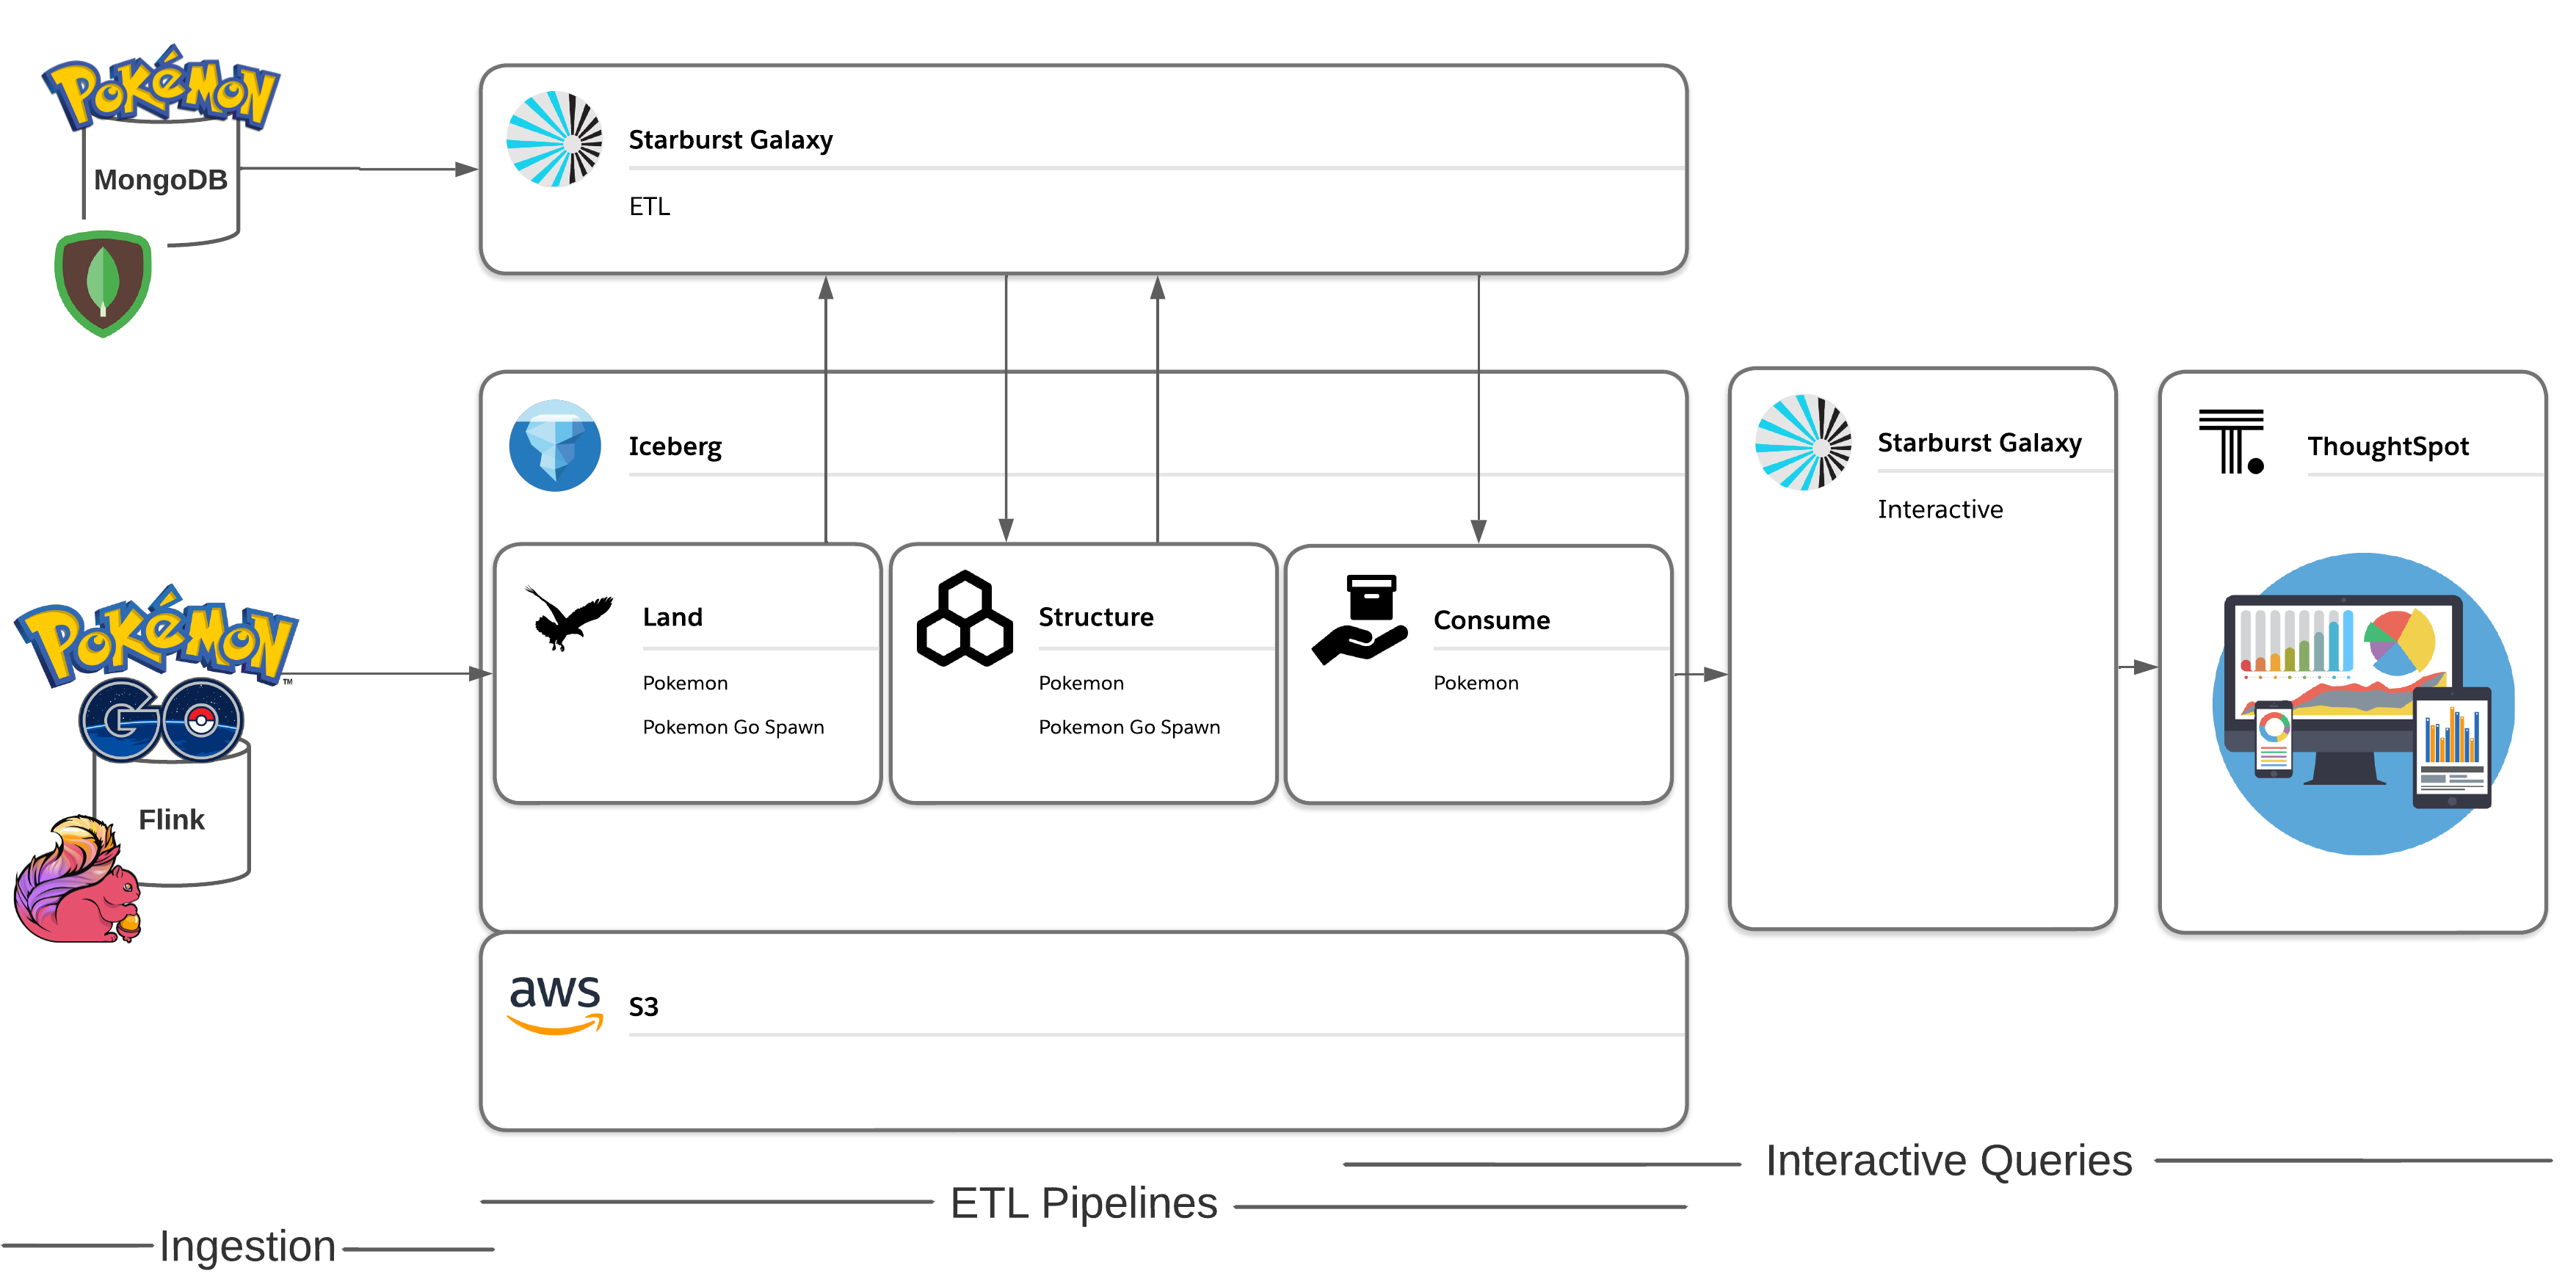 POKéMON
MongoDB
Starburst Galaxy
ETL
Iceberg
Land
Pokemon
Pokemon Go Spawn
Structure
Pokemon
Pokemon Go Spawn
Consume
Pokemon
Starburst Galaxy
Interactive
T.
ThoughtSpot
POKéMON
TM
GO
Flink
aws
S3
Interactive Queries
ETL Pipelines
Ingestion